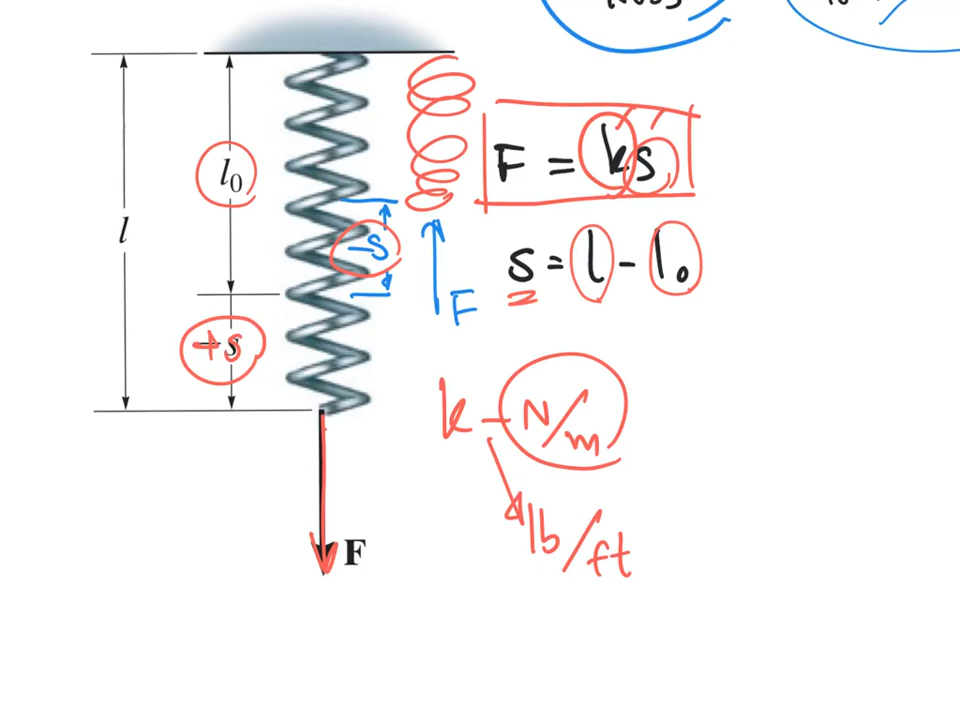 l₀
F = ks
l
-s
s = l - l₀
F
+s
k - N/m
lb/ft
F